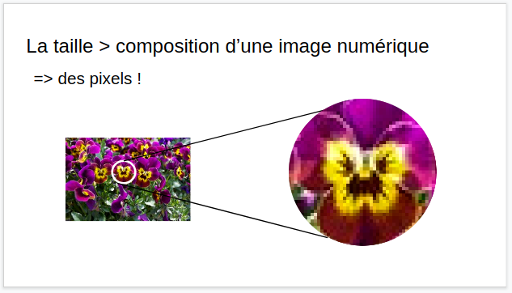 La taille > composition d’une image numérique
=> des pixels !